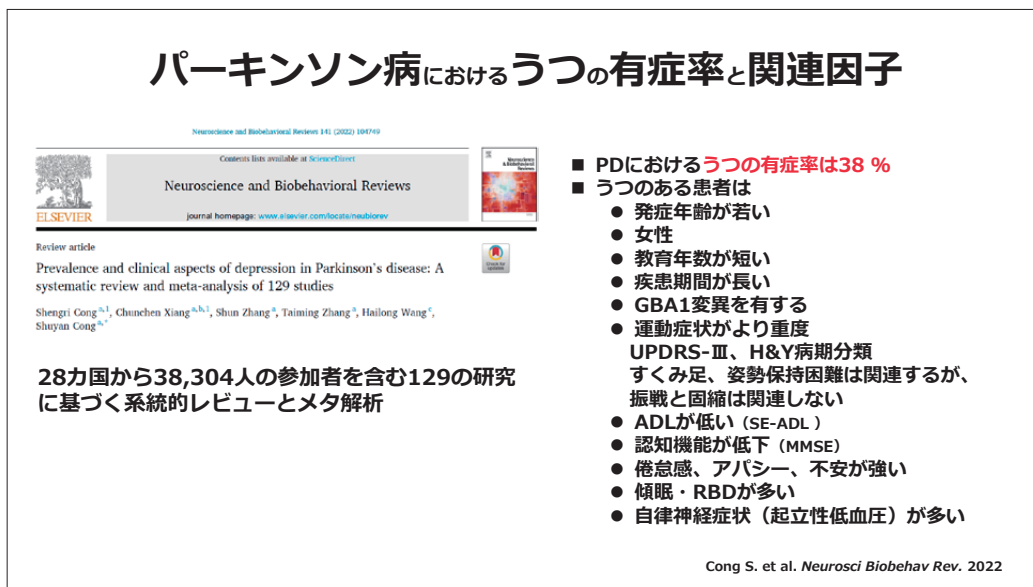 パーキンソン病におけるうつの有症率と関連因子
Neuroscience and Biobehavioral Reviews 141 (2022) 104749
Contents lists available at ScienceDirect
Neuroscience and Biobehavioral Reviews
journal homepage: www.elsevier.com/locate/neubiorev
ELSEVIER
Neuroscience & Biobehavioral Reviews
Review article
Check for updates
Prevalence and clinical aspects of depression in Parkinson's disease: A
systematic review and meta-analysis of 129 studies
Shengri Cong a,1, Chunchen Xiang a,b,1, Shun Zhang a, Taiming Zhang a, Hailong Wang c,
Shuyan Cong a,*
28カ国から38,304人の参加者を含む129の研究
に基づく系統的レビューとメタ解析
■ PDにおけるうつの有症率は38 %
■ うつのある患者は
● 発症年齢が若い
● 女性
● 教育年数が短い
● 疾患期間が長い
● GBA1変異を有する
● 運動症状がより重度
UPDRS-Ⅲ、H&Y病期分類
すくみ足、姿勢保持困難は関連するが、
振戦と固縮は関連しない
● ADLが低い（SE-ADL ）
● 認知機能が低下（MMSE）
● 倦怠感、アパシー、不安が強い
● 傾眠・RBDが多い
● 自律神経症状（起立性低血圧）が多い
Cong S. et al. Neurosci Biobehav Rev. 2022